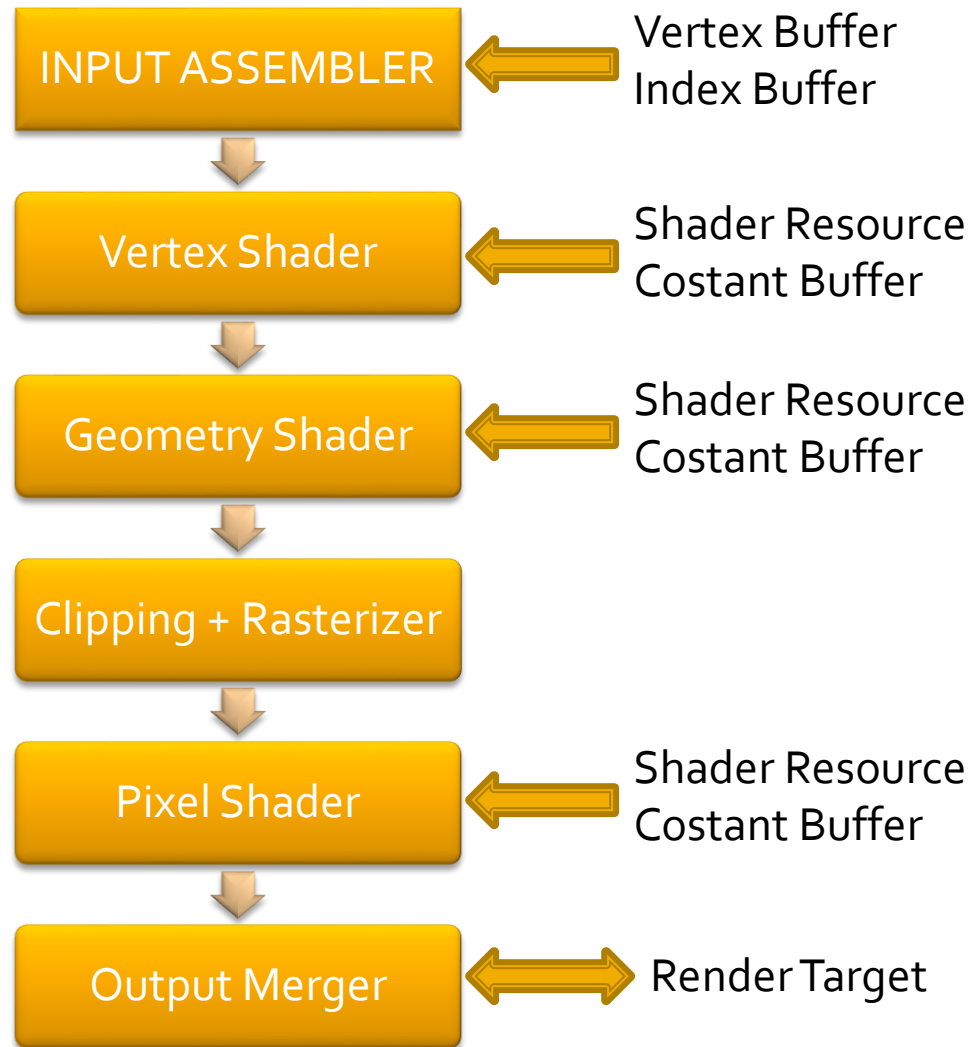 INPUT ASSEMBLER
Vertex Buffer
Index Buffer
Vertex Shader
Shader Resource
Costant Buffer
Geometry Shader
Shader Resource
Costant Buffer
Clipping + Rasterizer
Pixel Shader
Shader Resource
Costant Buffer
Output Merger
Render Target